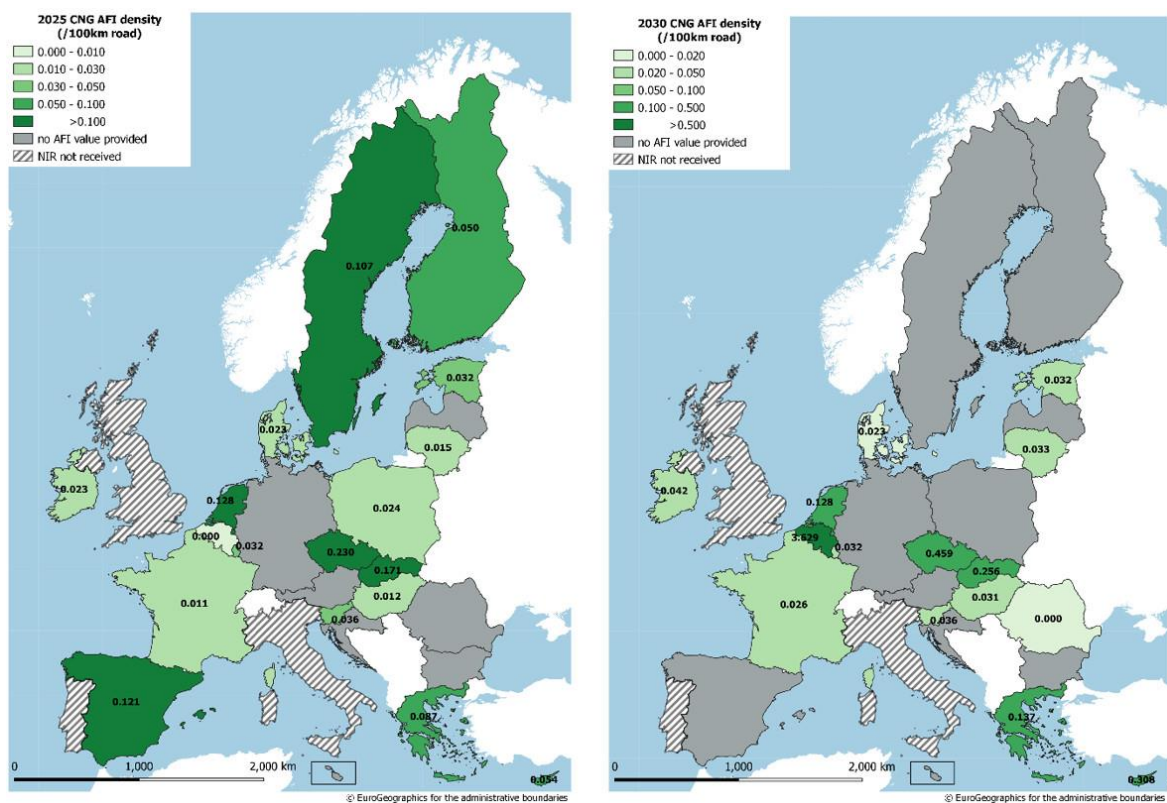 2025 CNG AFI density
(/100km road)
0.000 - 0.010
0.010 - 0.030
0.030 - 0.050
0.050 - 0.100
>0.100
no AFI value provided
NIR not received
0.050
0.107
0.032
0.023
0.015
0.023
0.128
0.024
0.000
0.032
0.230
0.171
0.011
0.012
0.036
0.121
0.087
0.054
0
1,000
2,000 km
© EuroGeographics for the administrative boundaries
2030 CNG AFI density
(/100km road)
0.000 - 0.020
0.020 - 0.050
0.050 - 0.100
0.100 - 0.500
>0.500
no AFI value provided
NIR not received
0.032
0.023
0.033
0.042
0.128
3.629
0.032
0.459
0.256
0.026
0.031
0.036
0.000
0.137
0.308
0
1,000
2,000 km
© EuroGeographics for the administrative boundaries